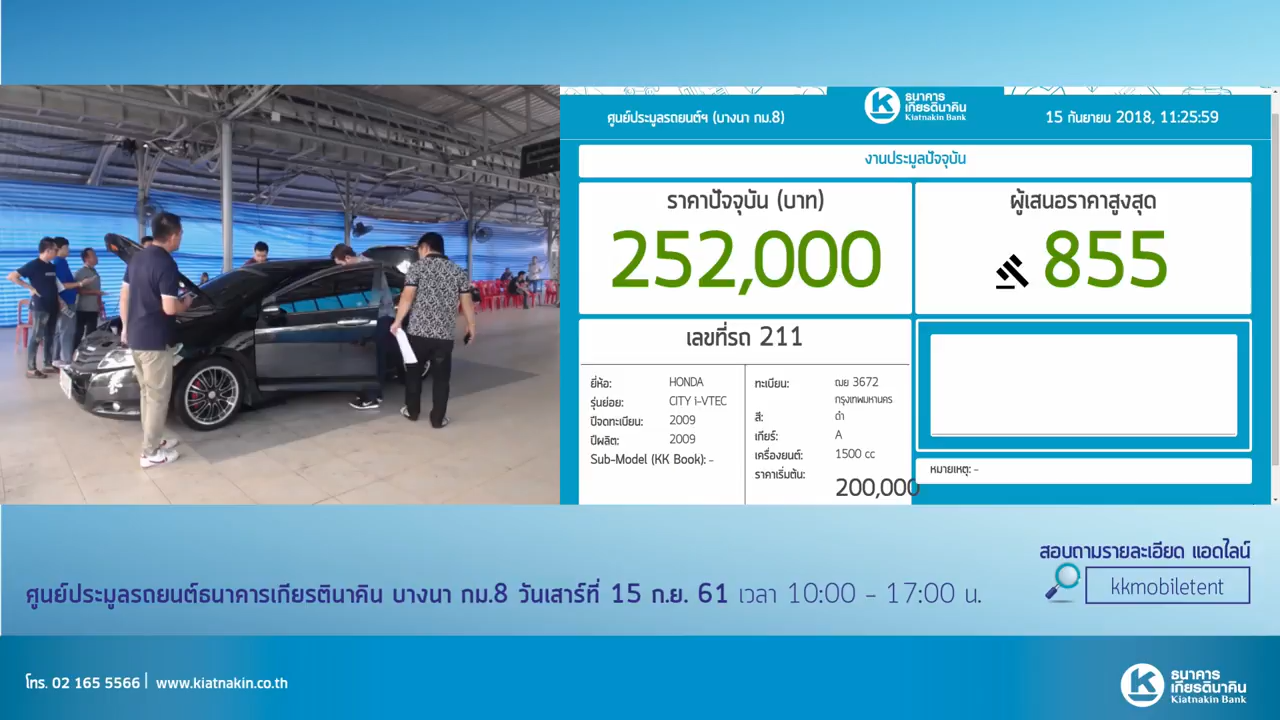 ศูนย์ประมูลรถยนต์ฯ (บางนา กม.8)
ธนาคาร
เกียรตินาคิน
Kiatnakin Bank
15 กันยายน 2018, 11:25:59
งานประมูลปัจจุบัน
ราคาปัจจุบัน (บาท)
252,000
ผู้เสนอราคาสูงสุด
855
เลขที่รถ 211
ยี่ห้อ: HONDA
รุ่นย่อย: CITY i-VTEC
ปีจดทะเบียน: 2009
ปีผลิต: 2009
Sub-Model (KK Book): -
ทะเบียน: ฌย 3672
กรุงเทพมหานคร
สี: ดำ
เกียร์: A
เครื่องยนต์: 1500 cc
ราคาเริ่มต้น: 200,000
หมายเหตุ: -
สอบถามรายละเอียด แอดไลน์
kkmobiletent
ศูนย์ประมูลรถยนต์ธนาคารเกียรตินาคิน บางนา กม.8 วันเสาร์ที่ 15 ก.ย. 61 เวลา 10:00 - 17:00 น.
โทร. 02 165 5566 | www.kiatnakin.co.th
ธนาคาร
เกียรตินาคิน
Kiatnakin Bank